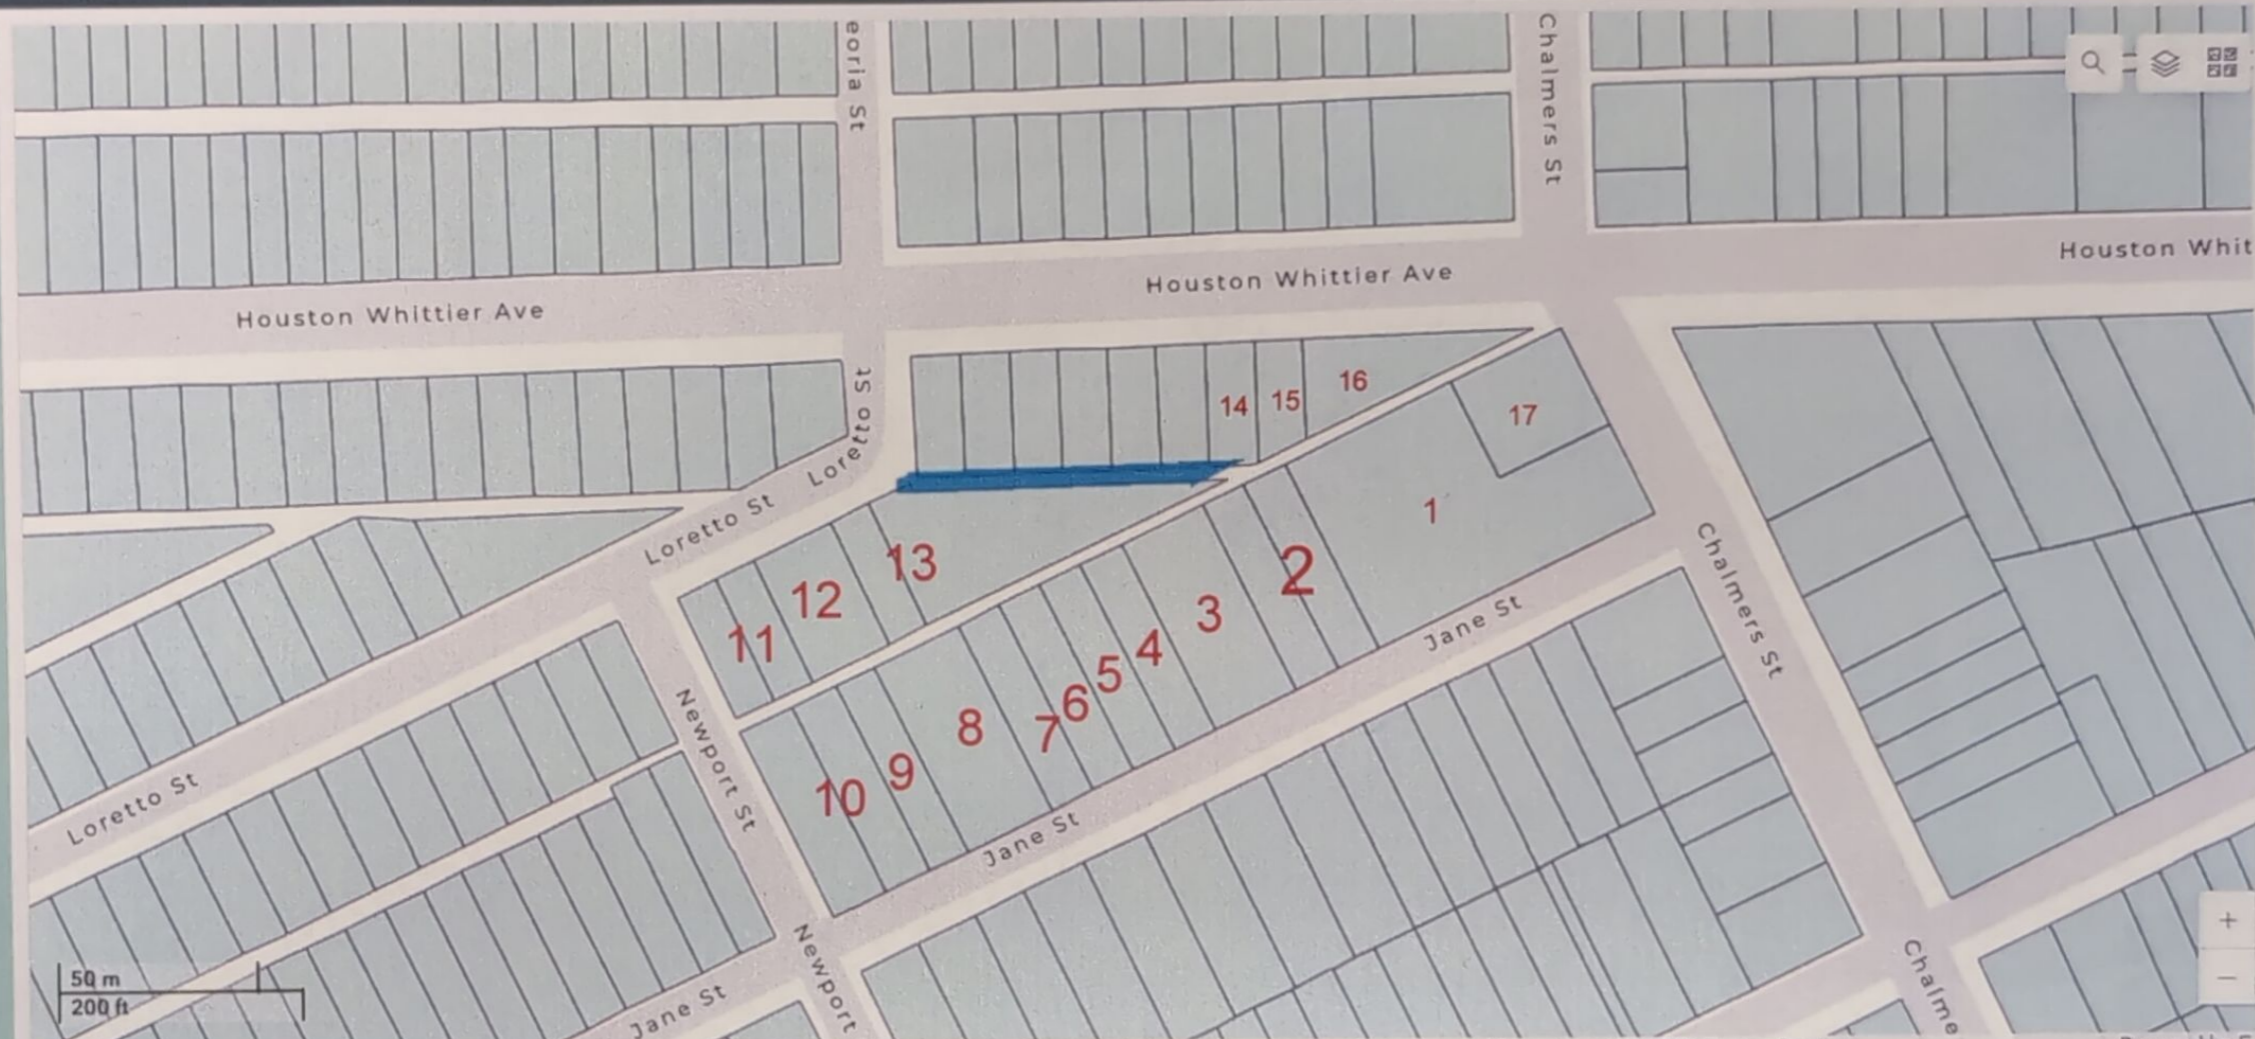 eoria St
Chalmers St
Houston Whit
Houston Whittier Ave
Houston Whittier Ave
Loretto St
14
15
16
17
Loretto St
1
13
2
12
3
11
4
5
6
7
8
9
10
Jane St
Chalmers St
Newport St
Loretto St
Jane St
Newport
Chalme
50 m
200 ft
Jane St
+
−